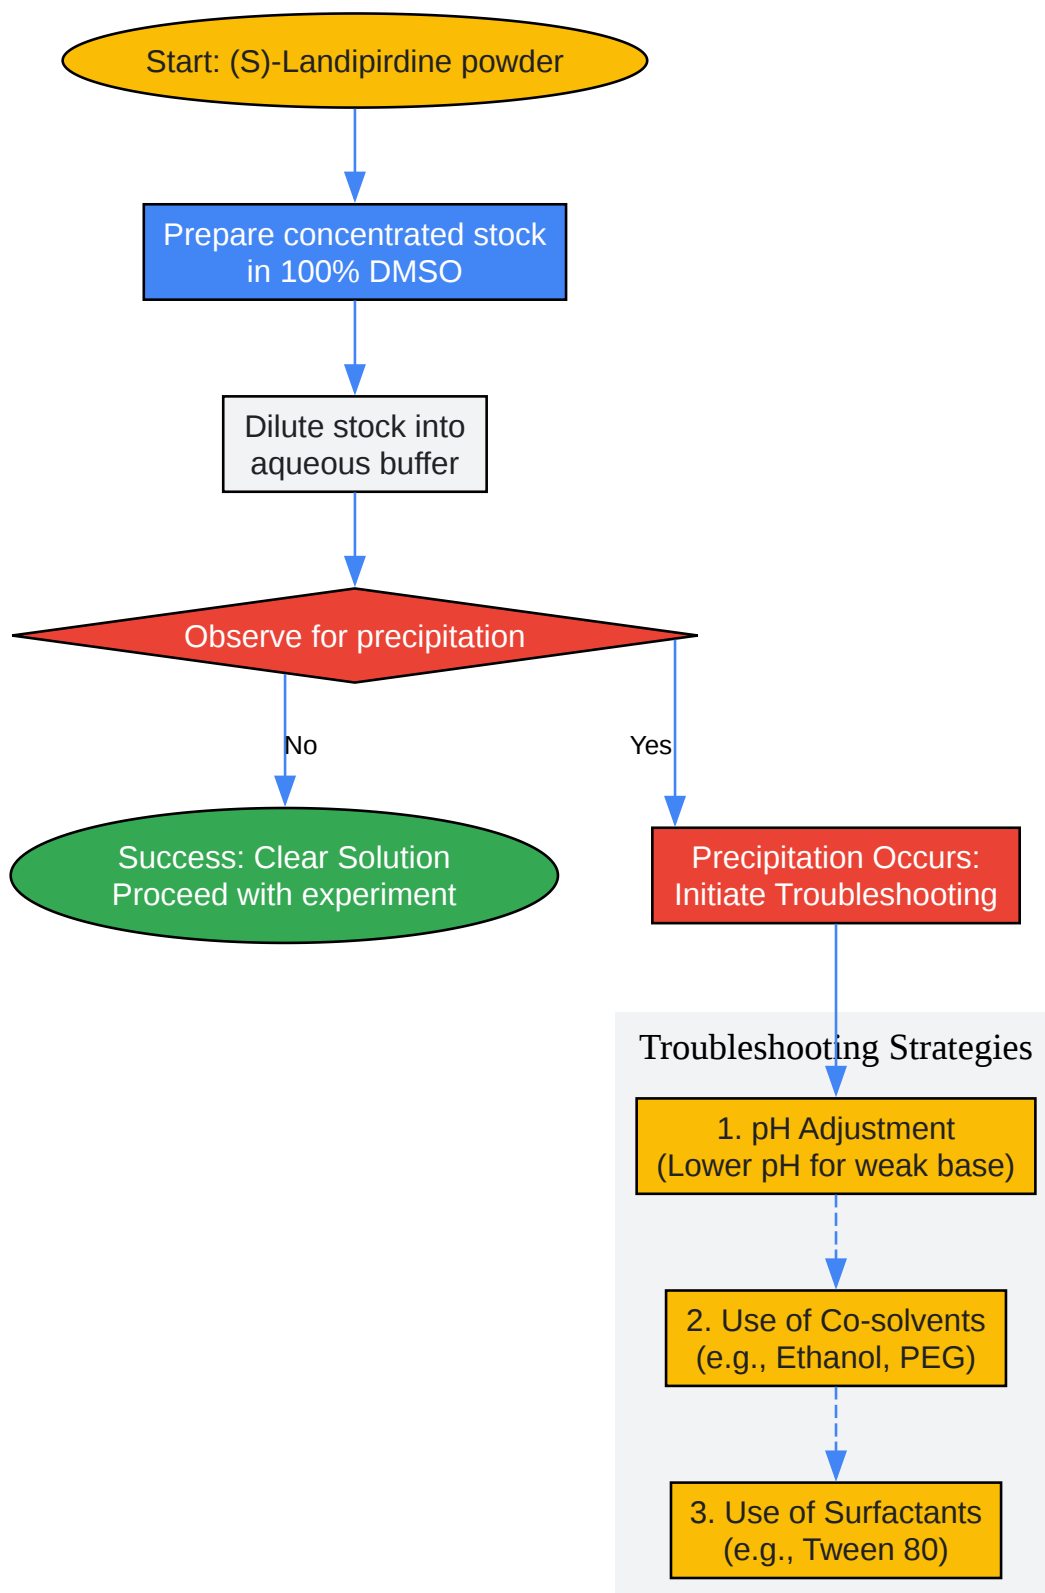 Start: (S)-Landipirdine powder
Prepare concentrated stock
in 100% DMSO
Dilute stock into
aqueous buffer
Observe for precipitation
No
Yes
Success: Clear Solution
Proceed with experiment
Precipitation Occurs:
Initiate Troubleshooting
Troubleshooting Strategies
1. pH Adjustment
(Lower pH for weak base)
2. Use of Co-solvents
(e.g., Ethanol, PEG)
3. Use of Surfactants
(e.g., Tween 80)